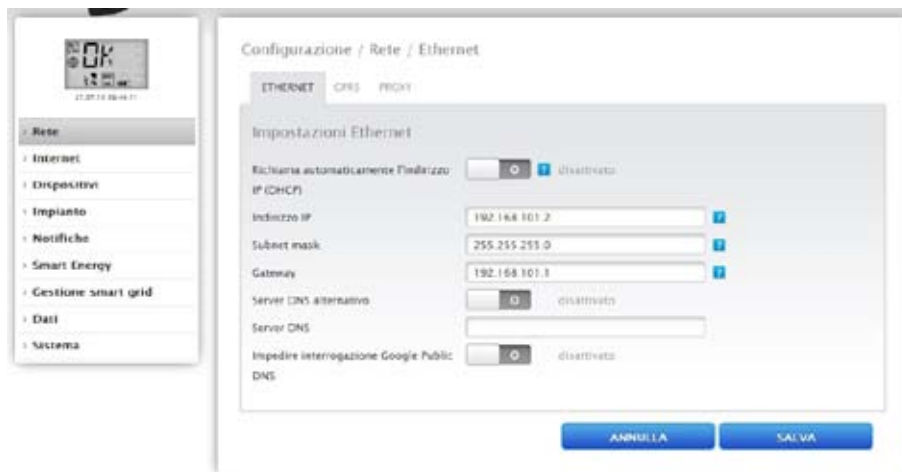 OK
Configurazione / Rete / Ethernet
ETHERNET GPRS PROXY
Rete
Internet
Dispositivi
Impianto
Notifiche
Smart Energy
Gestione smart grid
Dati
Sistema
Impostazioni Ethernet
Richiama automaticamente l'indirizzo IP (DHCP)
disattivato
Indirizzo IP
192.168.101.2
Subnet mask
255.255.255.0
Gateway
192.168.101.1
Server DNS alternativo
disattivato
Server DNS
Impedire interrogazione Google Public DNS
disattivato
ANNULLA
SALVA